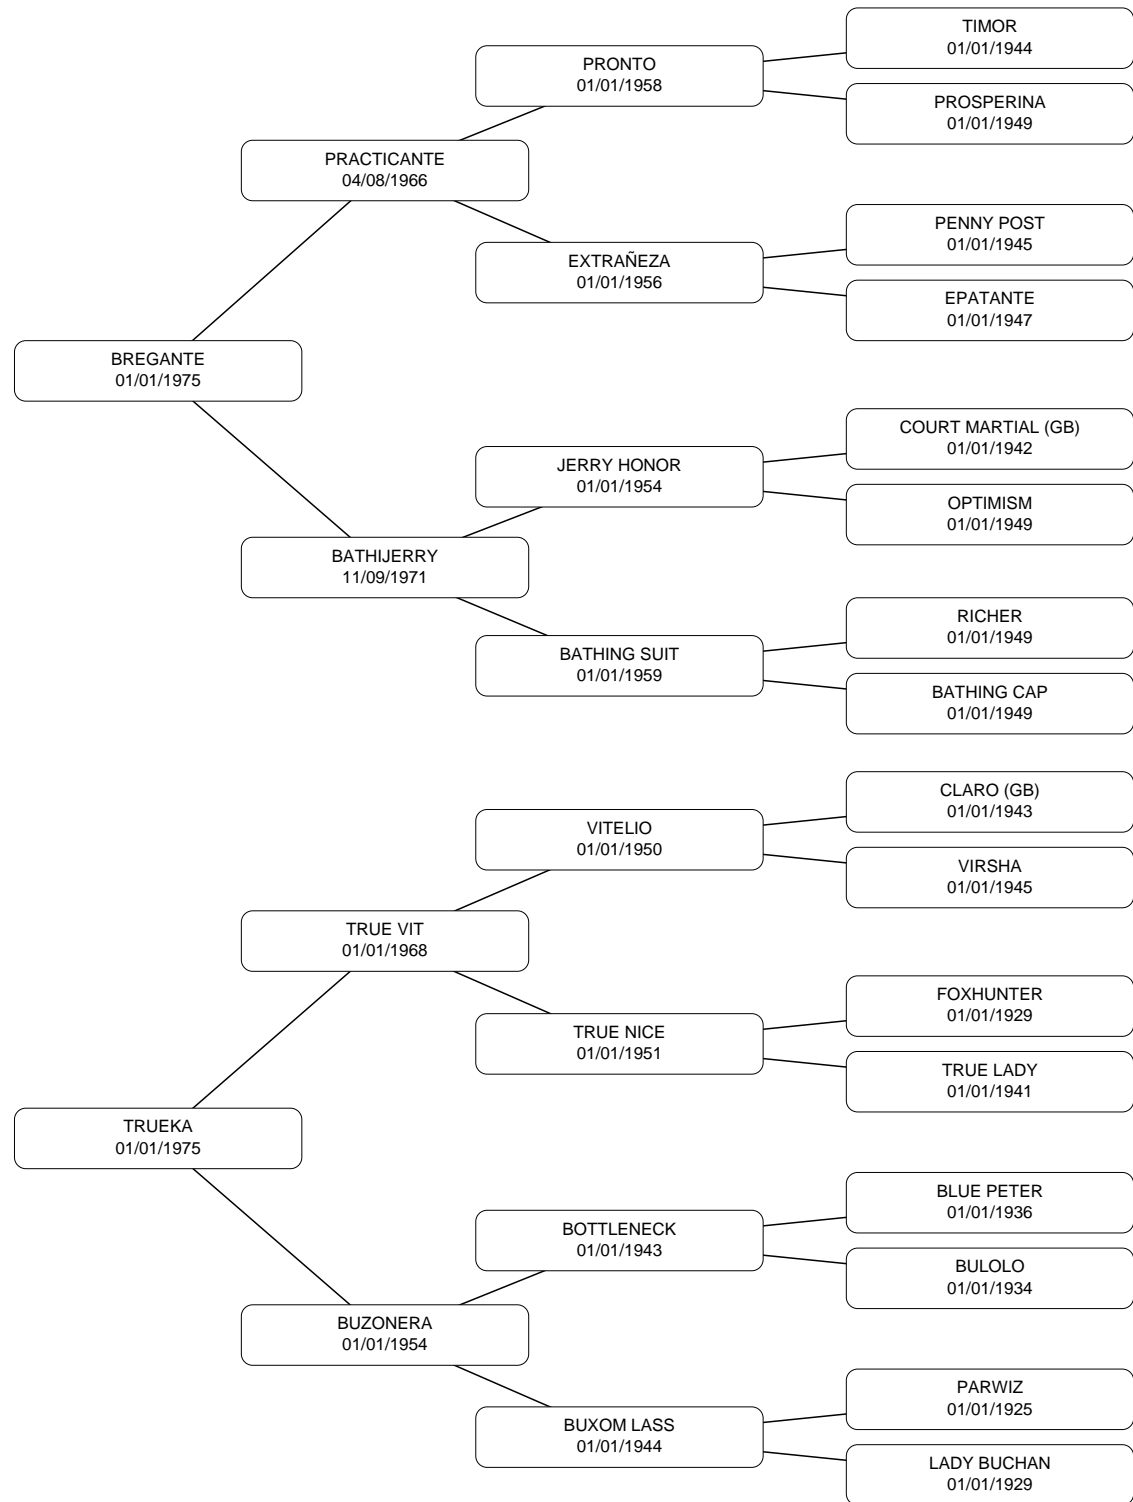 TIMOR
01/01/1944
PRONTO
01/01/1958
PROSPERINA
01/01/1949
PRACTICANTE
04/08/1966
PENNY POST
01/01/1945
EXTRAÑEZA
01/01/1956
EPATANTE
01/01/1947
BREGANTE
01/01/1975
COURT MARTIAL (GB)
01/01/1942
JERRY HONOR
01/01/1954
OPTIMISM
01/01/1949
BATHIJERRY
11/09/1971
RICHER
01/01/1949
BATHING SUIT
01/01/1959
BATHING CAP
01/01/1949
CLARO (GB)
01/01/1943
VITELIO
01/01/1950
VIRSHA
01/01/1945
TRUE VIT
01/01/1968
FOXHUNTER
01/01/1929
TRUE NICE
01/01/1951
TRUE LADY
01/01/1941
TRUEKA
01/01/1975
BLUE PETER
01/01/1936
BOTTLENECK
01/01/1943
BULOLO
01/01/1934
BUZONERA
01/01/1954
PARWIZ
01/01/1925
BUXOM LASS
01/01/1944
LADY BUCHAN
01/01/1929